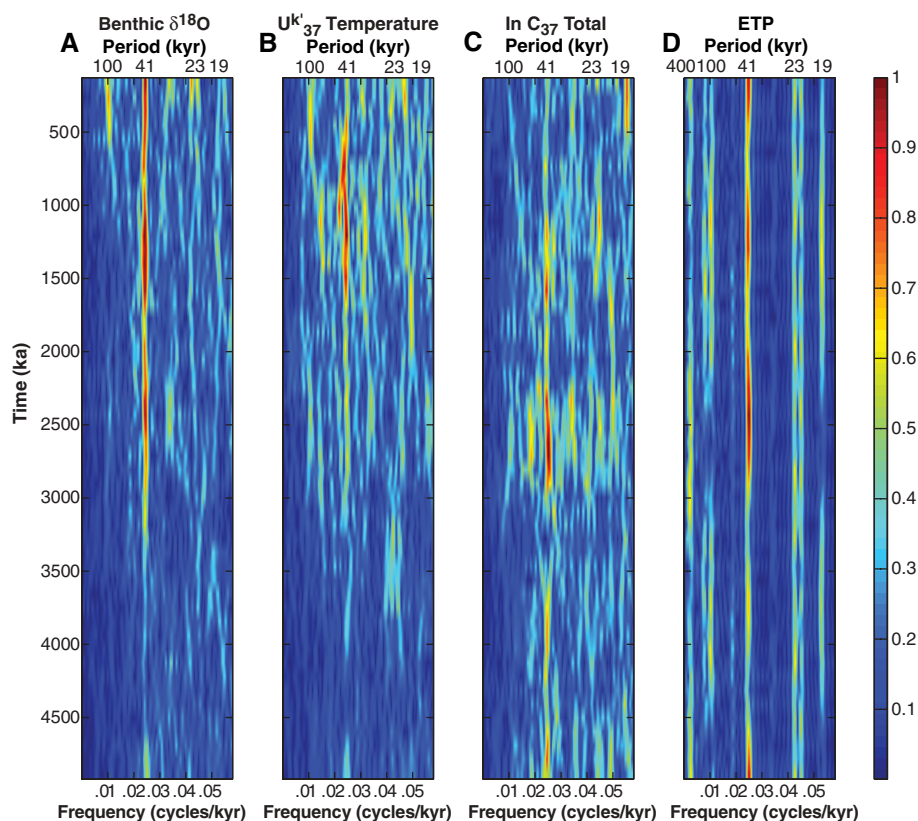 A Benthic δ¹⁸O
Period (kyr)
100 41 23 19
B Uᵏ'₃₇ Temperature
Period (kyr)
100 41 23 19
C ln C₃₇ Total
Period (kyr)
100 41 23 19
D ETP
Period (kyr)
400 100 41 23 19
Time (ka)
500
1000
1500
2000
2500
3000
3500
4000
4500
.01 .02 .03 .04 .05
Frequency (cycles/kyr)
.01 .02 .03 .04 .05
Frequency (cycles/kyr)
.01 .02 .03 .04 .05
Frequency (cycles/kyr)
.01 .02 .03 .04 .05
Frequency (cycles/kyr)
1
0.9
0.8
0.7
0.6
0.5
0.4
0.3
0.2
0.1